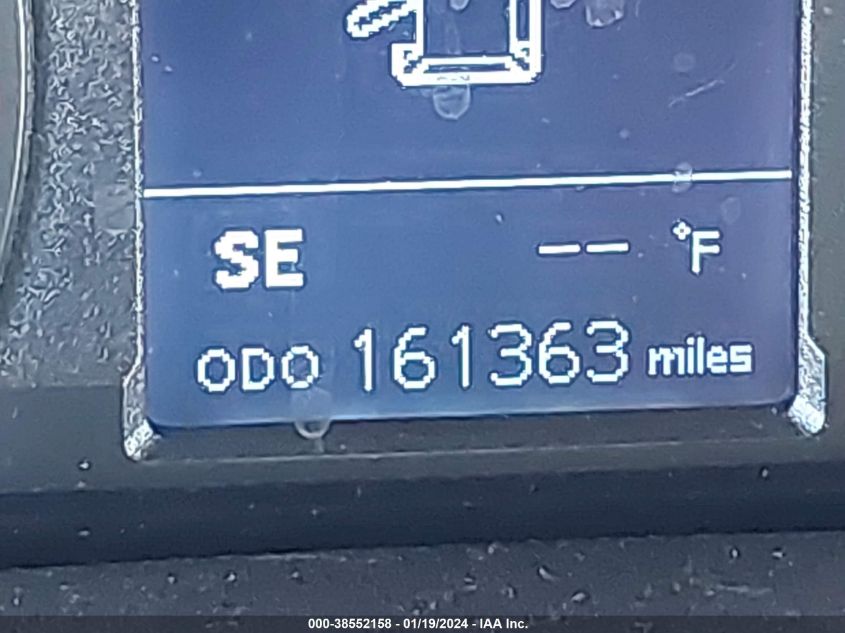 SE -- °F
ODO 161363 miles
000-38552158 - 01/19/2024 - IAA Inc.